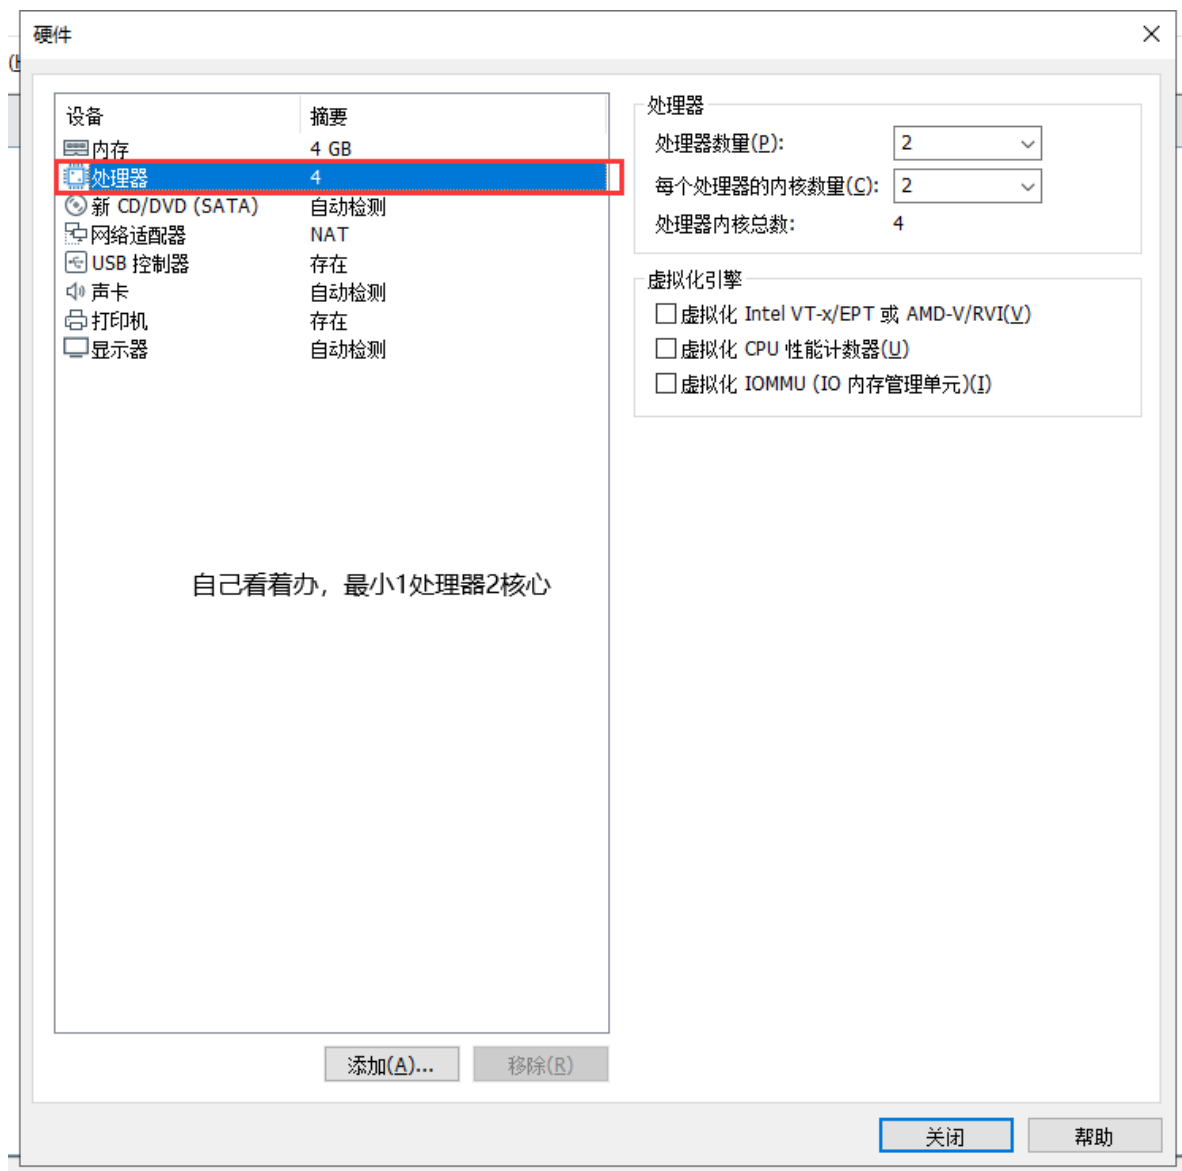 硬件
设备 摘要
内存 4 GB
处理器 4
新 CD/DVD (SATA) 自动检测
网络适配器 NAT
USB 控制器 存在
声卡 自动检测
打印机 存在
显示器 自动检测
自己看着办，最小1处理器2核心
添加(A)... 移除(R)
处理器
处理器数量(P): 2
每个处理器的内核数量(C): 2
处理器内核总数: 4
虚拟化引擎
虚拟化 Intel VT-x/EPT 或 AMD-V/RVI(V)
虚拟化 CPU 性能计数器(U)
虚拟化 IOMMU (IO 内存管理单元)(I)
关闭 帮助